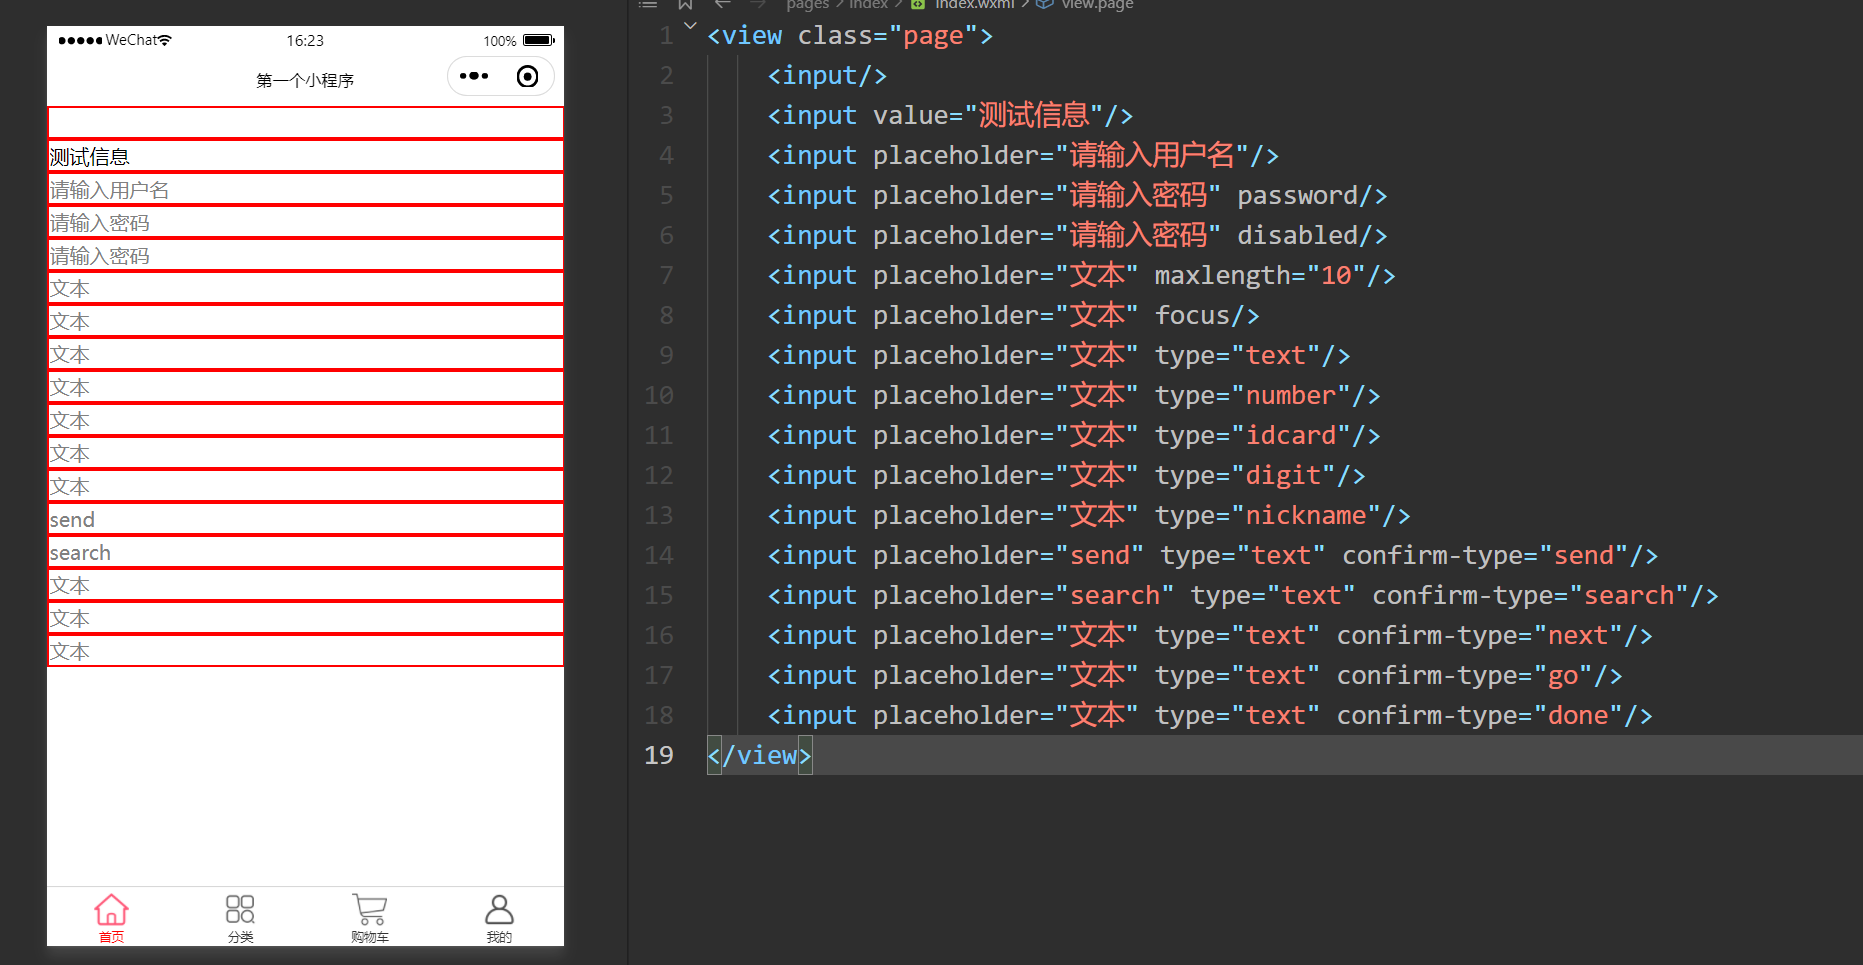 WeChat 16:23 100%
第一个小程序
测试信息
请输入用户名
请输入密码
请输入密码
文本
文本
文本
文本
文本
文本
文本
send
search
文本
文本
文本
首页 分类 购物车 我的
pages > index > index.wxml > view.page
1 <view class="page">
2 <input/>
3 <input value="测试信息"/>
4 <input placeholder="请输入用户名"/>
5 <input placeholder="请输入密码" password/>
6 <input placeholder="请输入密码" disabled/>
7 <input placeholder="文本" maxlength="10"/>
8 <input placeholder="文本" focus/>
9 <input placeholder="文本" type="text"/>
10 <input placeholder="文本" type="number"/>
11 <input placeholder="文本" type="idcard"/>
12 <input placeholder="文本" type="digit"/>
13 <input placeholder="文本" type="nickname"/>
14 <input placeholder="send" type="text" confirm-type="send"/>
15 <input placeholder="search" type="text" confirm-type="search"/>
16 <input placeholder="文本" type="text" confirm-type="next"/>
17 <input placeholder="文本" type="text" confirm-type="go"/>
18 <input placeholder="文本" type="text" confirm-type="done"/>
19 </view>